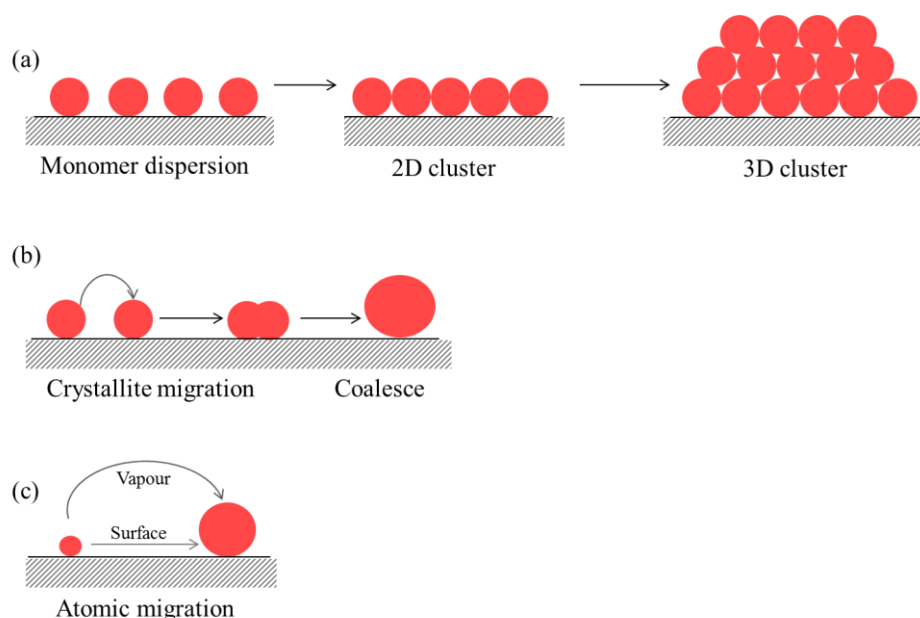 (a)
Monomer dispersion
2D cluster
3D cluster
(b)
Crystallite migration
Coalesce
(c)
Vapour
Surface
Atomic migration